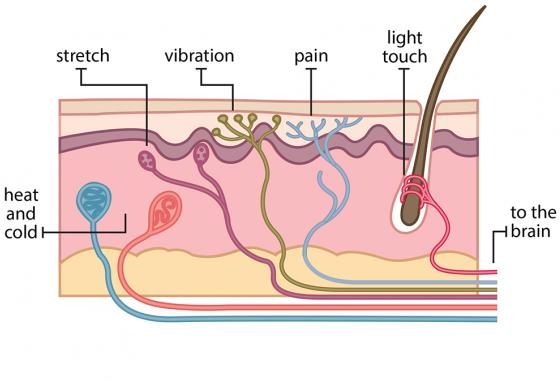 stretch
vibration
pain
light
touch
heat
and
cold
to the
brain